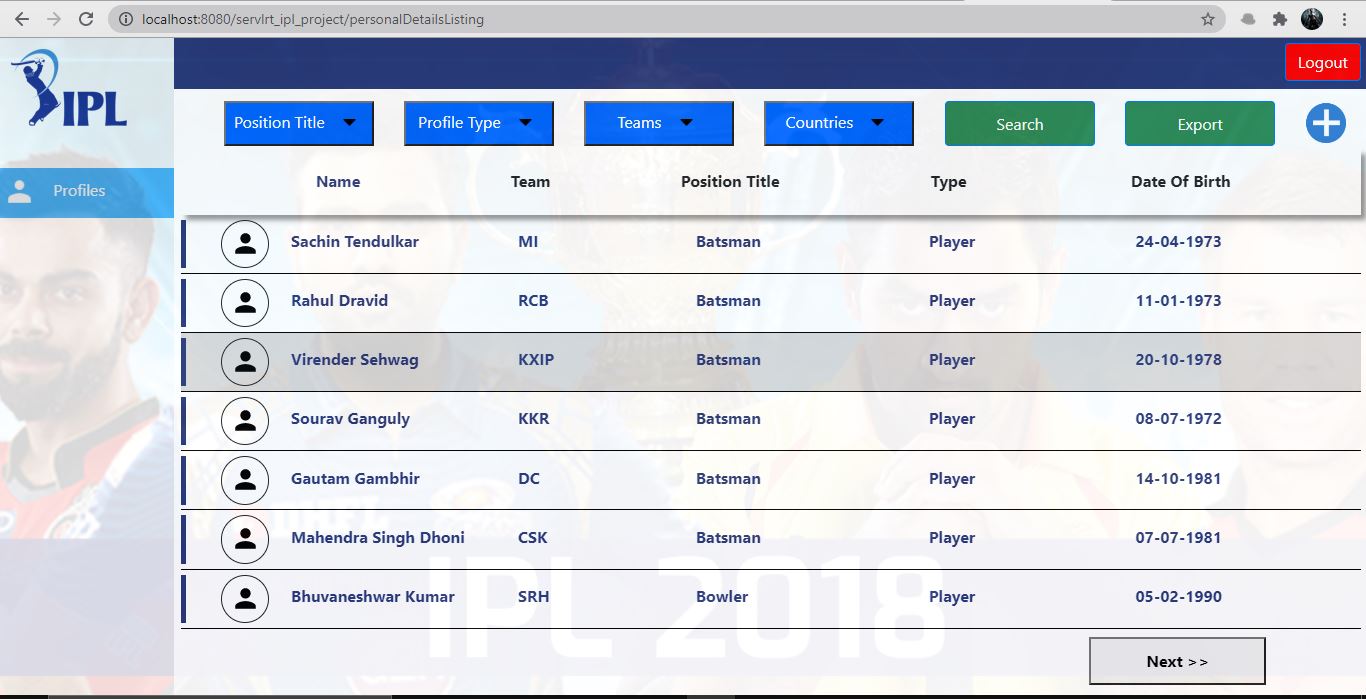 localhost:8080/servlrt_ipl_project/personalDetailsListing
IPL
Logout
Position Title Profile Type Teams Countries Search Export
Profiles
Name Team Position Title Type Date Of Birth
Sachin Tendulkar MI Batsman Player 24-04-1973
Rahul Dravid RCB Batsman Player 11-01-1973
Virender Sehwag KXIP Batsman Player 20-10-1978
Sourav Ganguly KKR Batsman Player 08-07-1972
Gautam Gambhir DC Batsman Player 14-10-1981
Mahendra Singh Dhoni CSK Batsman Player 07-07-1981
Bhuvaneshwar Kumar SRH Bowler Player 05-02-1990
IPL 2018
Next >>